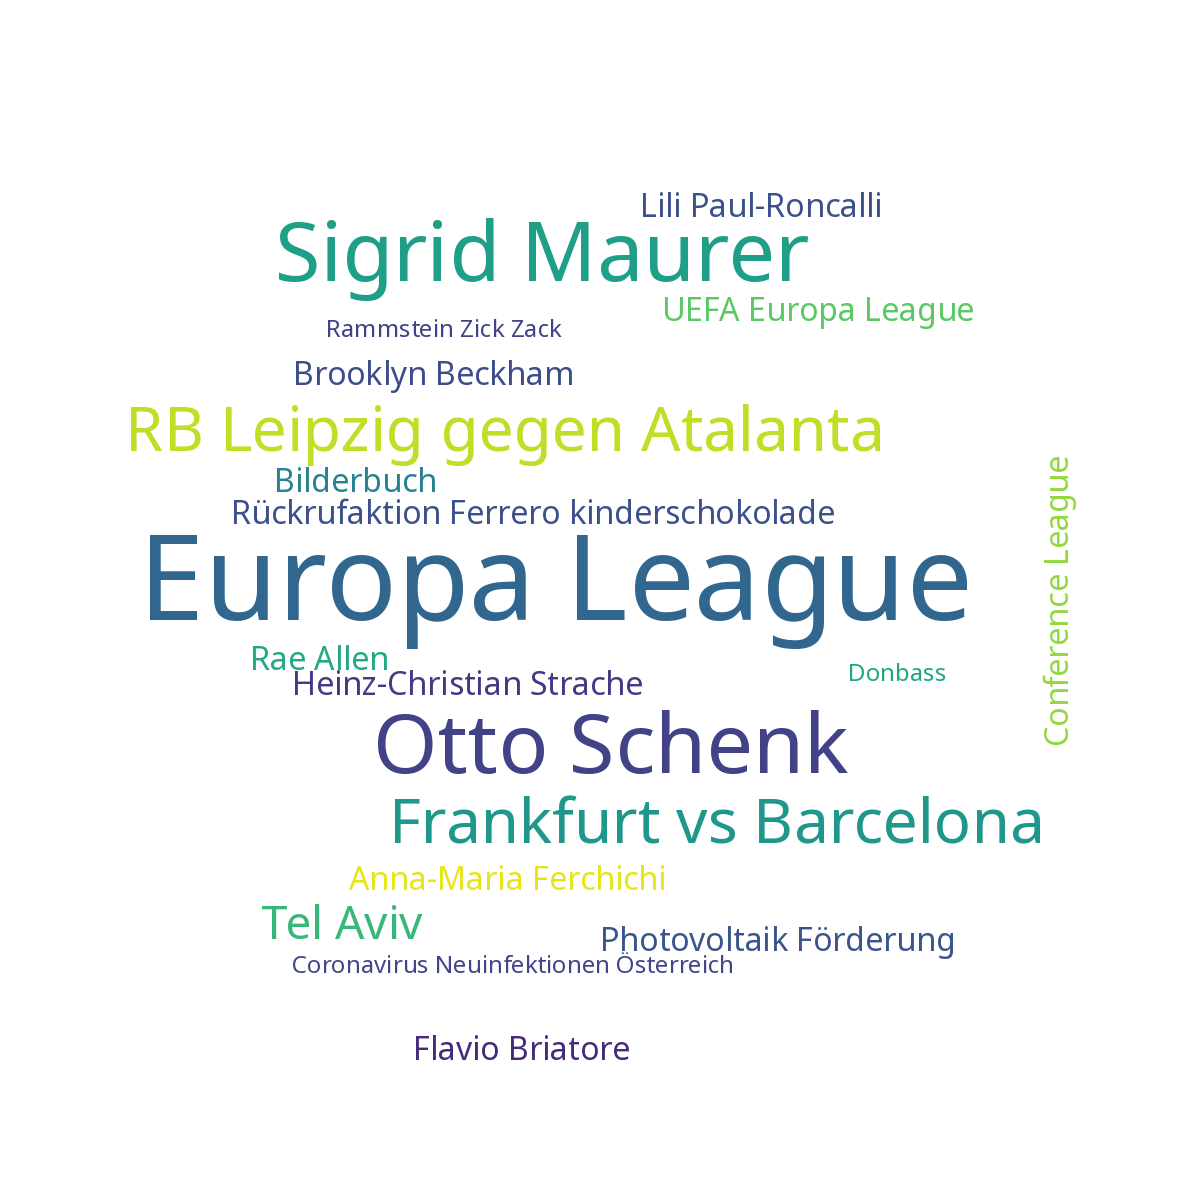 Lili Paul-Roncalli
Sigrid Maurer
UEFA Europa League
Rammstein Zick Zack
Brooklyn Beckham
RB Leipzig gegen Atalanta
Bilderbuch
Rückrufaktion Ferrero kinderschokolade
Europa League
Conference League
Rae Allen
Donbass
Heinz-Christian Strache
Otto Schenk
Frankfurt vs Barcelona
Anna-Maria Ferchichi
Tel Aviv
Photovoltaik Förderung
Coronavirus Neuinfektionen Österreich
Flavio Briatore